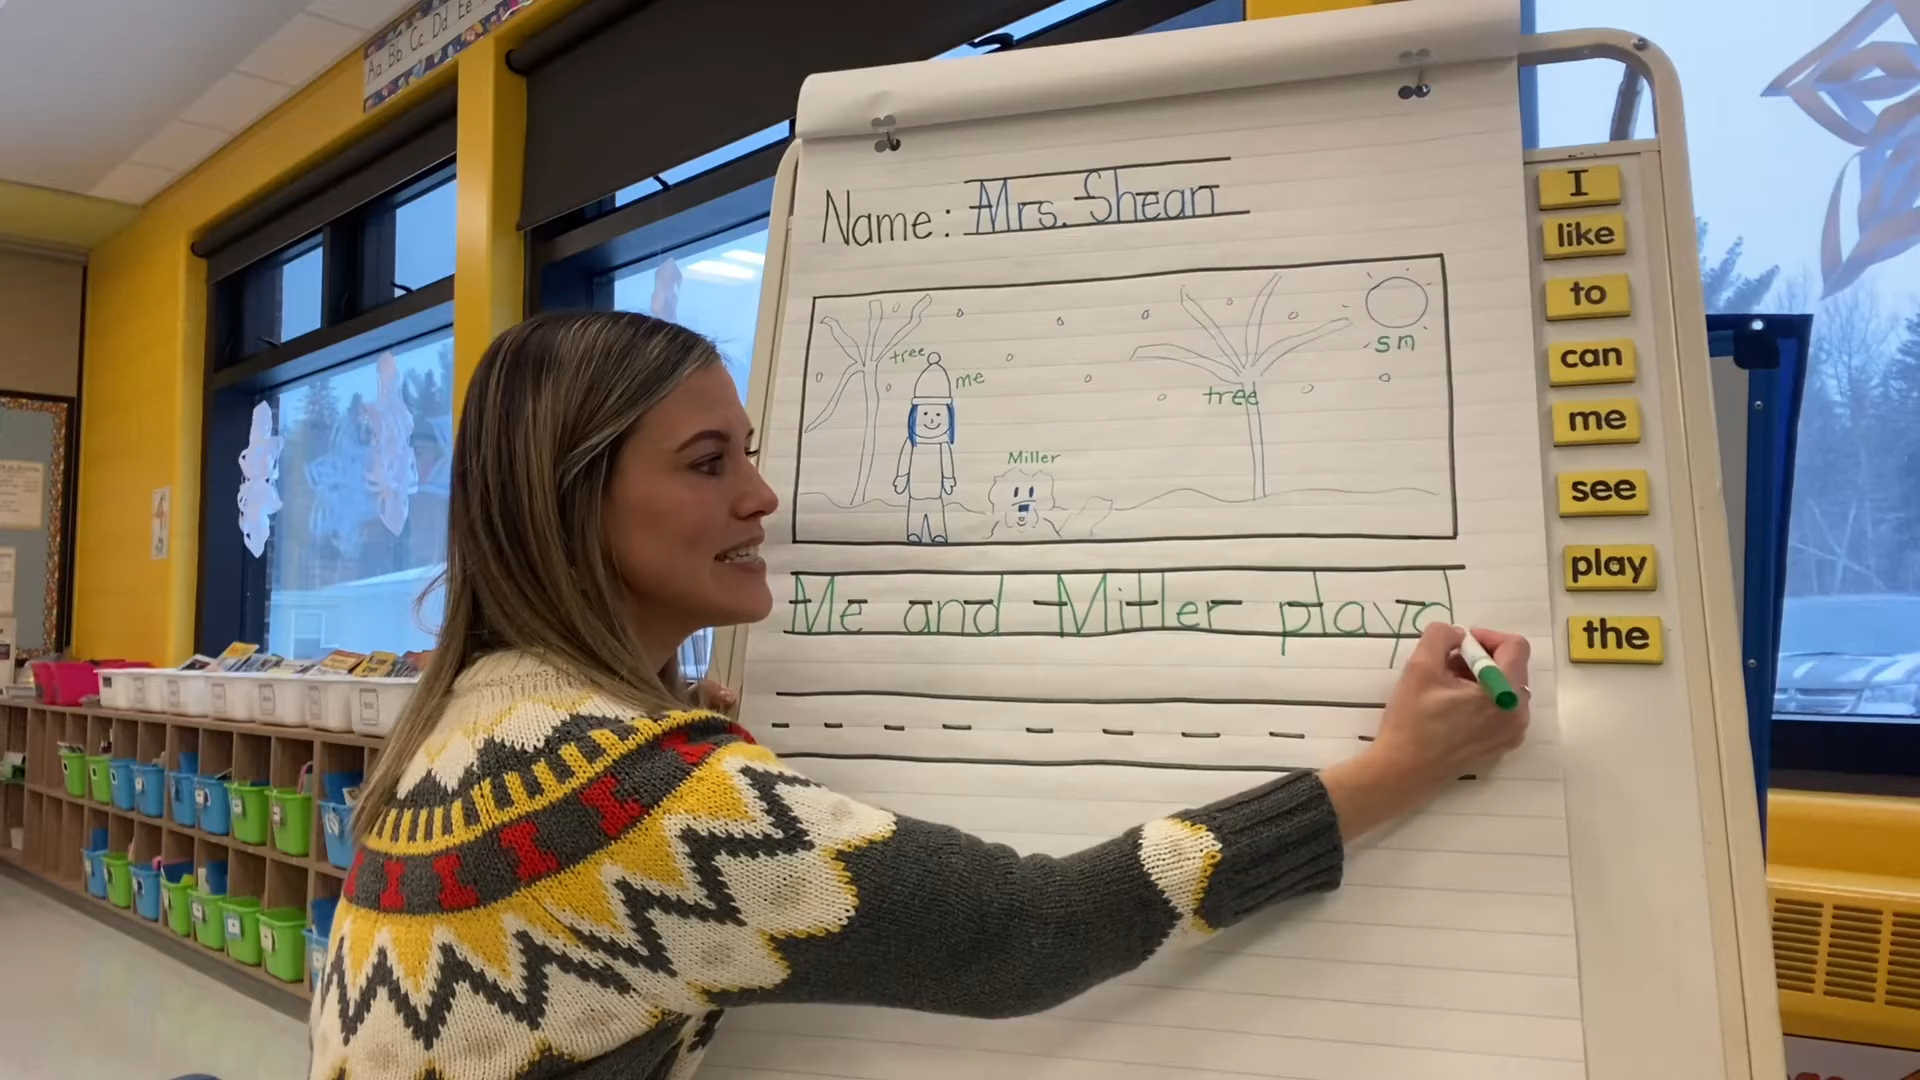 Aa Bb Cc Dd Ee
Name: Mrs. Shean
tree
me
Miller
tree
sn
Me and Miller playd
I
like
to
can
me
see
play
the